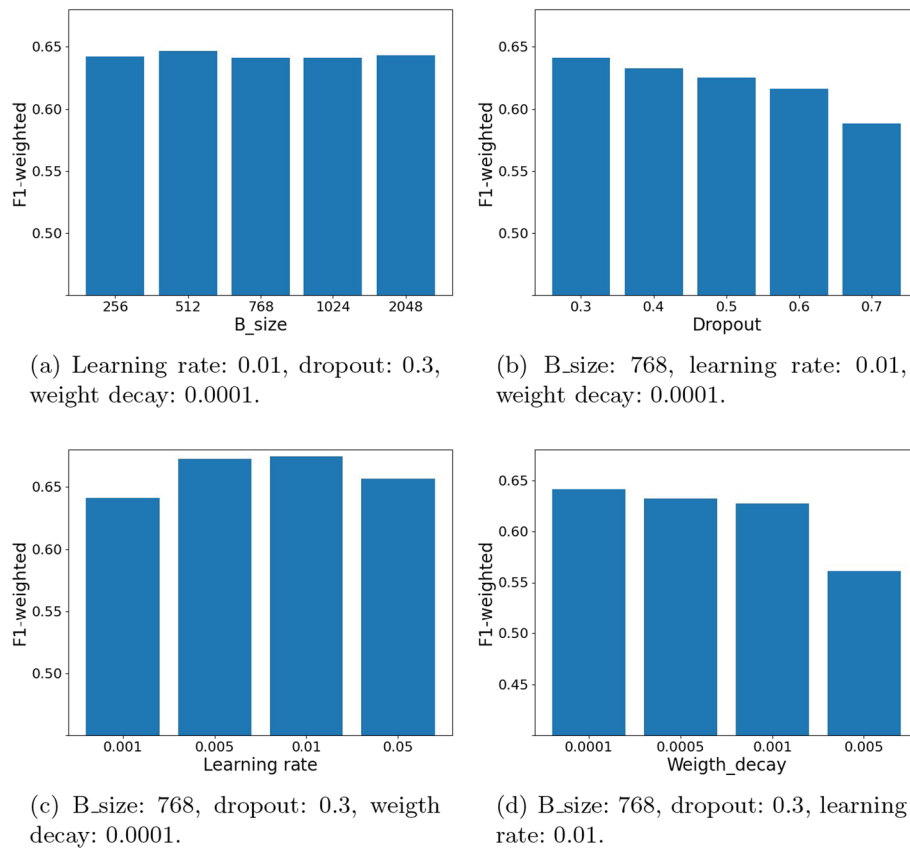 0.65
0.60
0.55
0.50
F1-weighted
256 512 768 1024 2048
B_size
(a) Learning rate: 0.01, dropout: 0.3,
weight decay: 0.0001.
0.65
0.60
0.55
0.50
F1-weighted
0.3 0.4 0.5 0.6 0.7
Dropout
(b) B_size: 768, learning rate: 0.01,
weight decay: 0.0001.
0.65
0.60
0.55
0.50
F1-weighted
0.001 0.005 0.01 0.05
Learning rate
(c) B_size: 768, dropout: 0.3, weigth
decay: 0.0001.
0.65
0.60
0.55
0.50
0.45
F1-weighted
0.0001 0.0005 0.001 0.005
Weigth_decay
(d) B_size: 768, dropout: 0.3, learning
rate: 0.01.